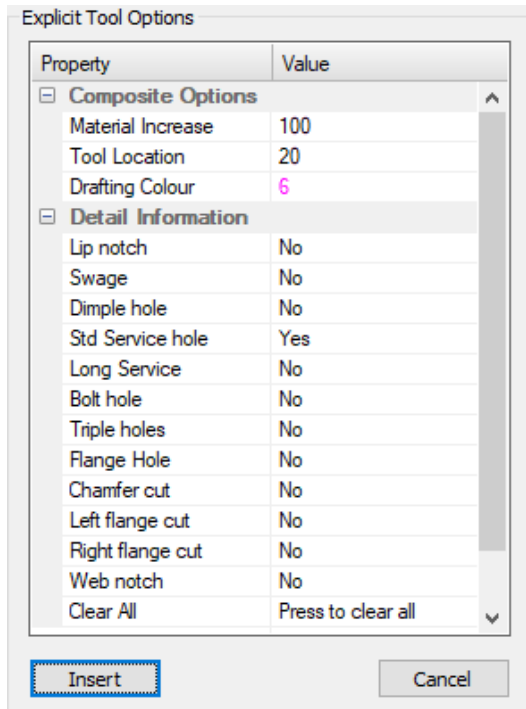 Explicit Tool Options
Property Value
Composite Options
Material Increase 100
Tool Location 20
Drafting Colour 6
Detail Information
Lip notch No
Swage No
Dimple hole No
Std Service hole Yes
Long Service No
Bolt hole No
Triple holes No
Flange Hole No
Chamfer cut No
Left flange cut No
Right flange cut No
Web notch No
Clear All Press to clear all
Insert Cancel